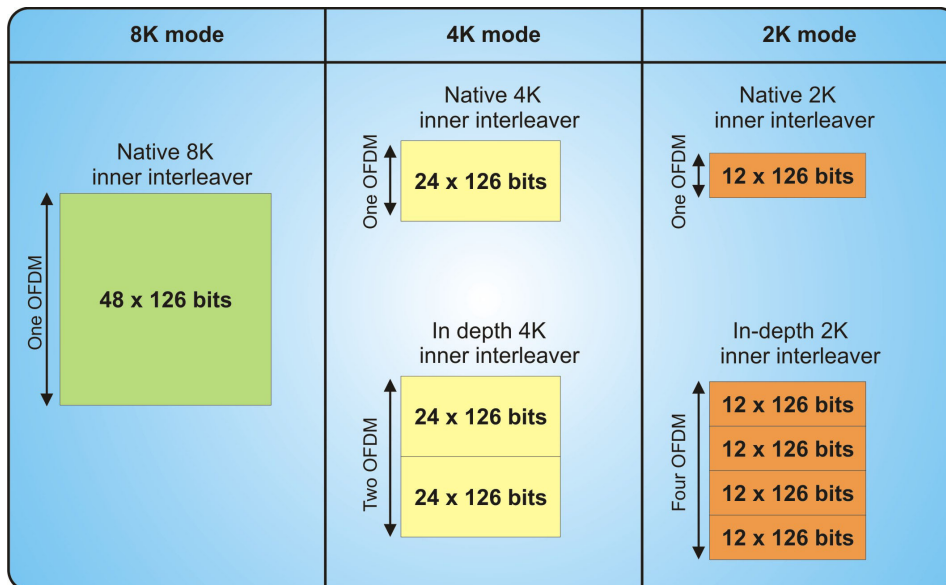 8K mode
4K mode
2K mode
Native 8K
inner interleaver
One OFDM
48 x 126 bits
Native 4K
inner interleaver
One OFDM
24 x 126 bits
In depth 4K
inner interleaver
Two OFDM
24 x 126 bits
24 x 126 bits
Native 2K
inner interleaver
One OFDM
12 x 126 bits
In-depth 2K
inner interleaver
Four OFDM
12 x 126 bits
12 x 126 bits
12 x 126 bits
12 x 126 bits